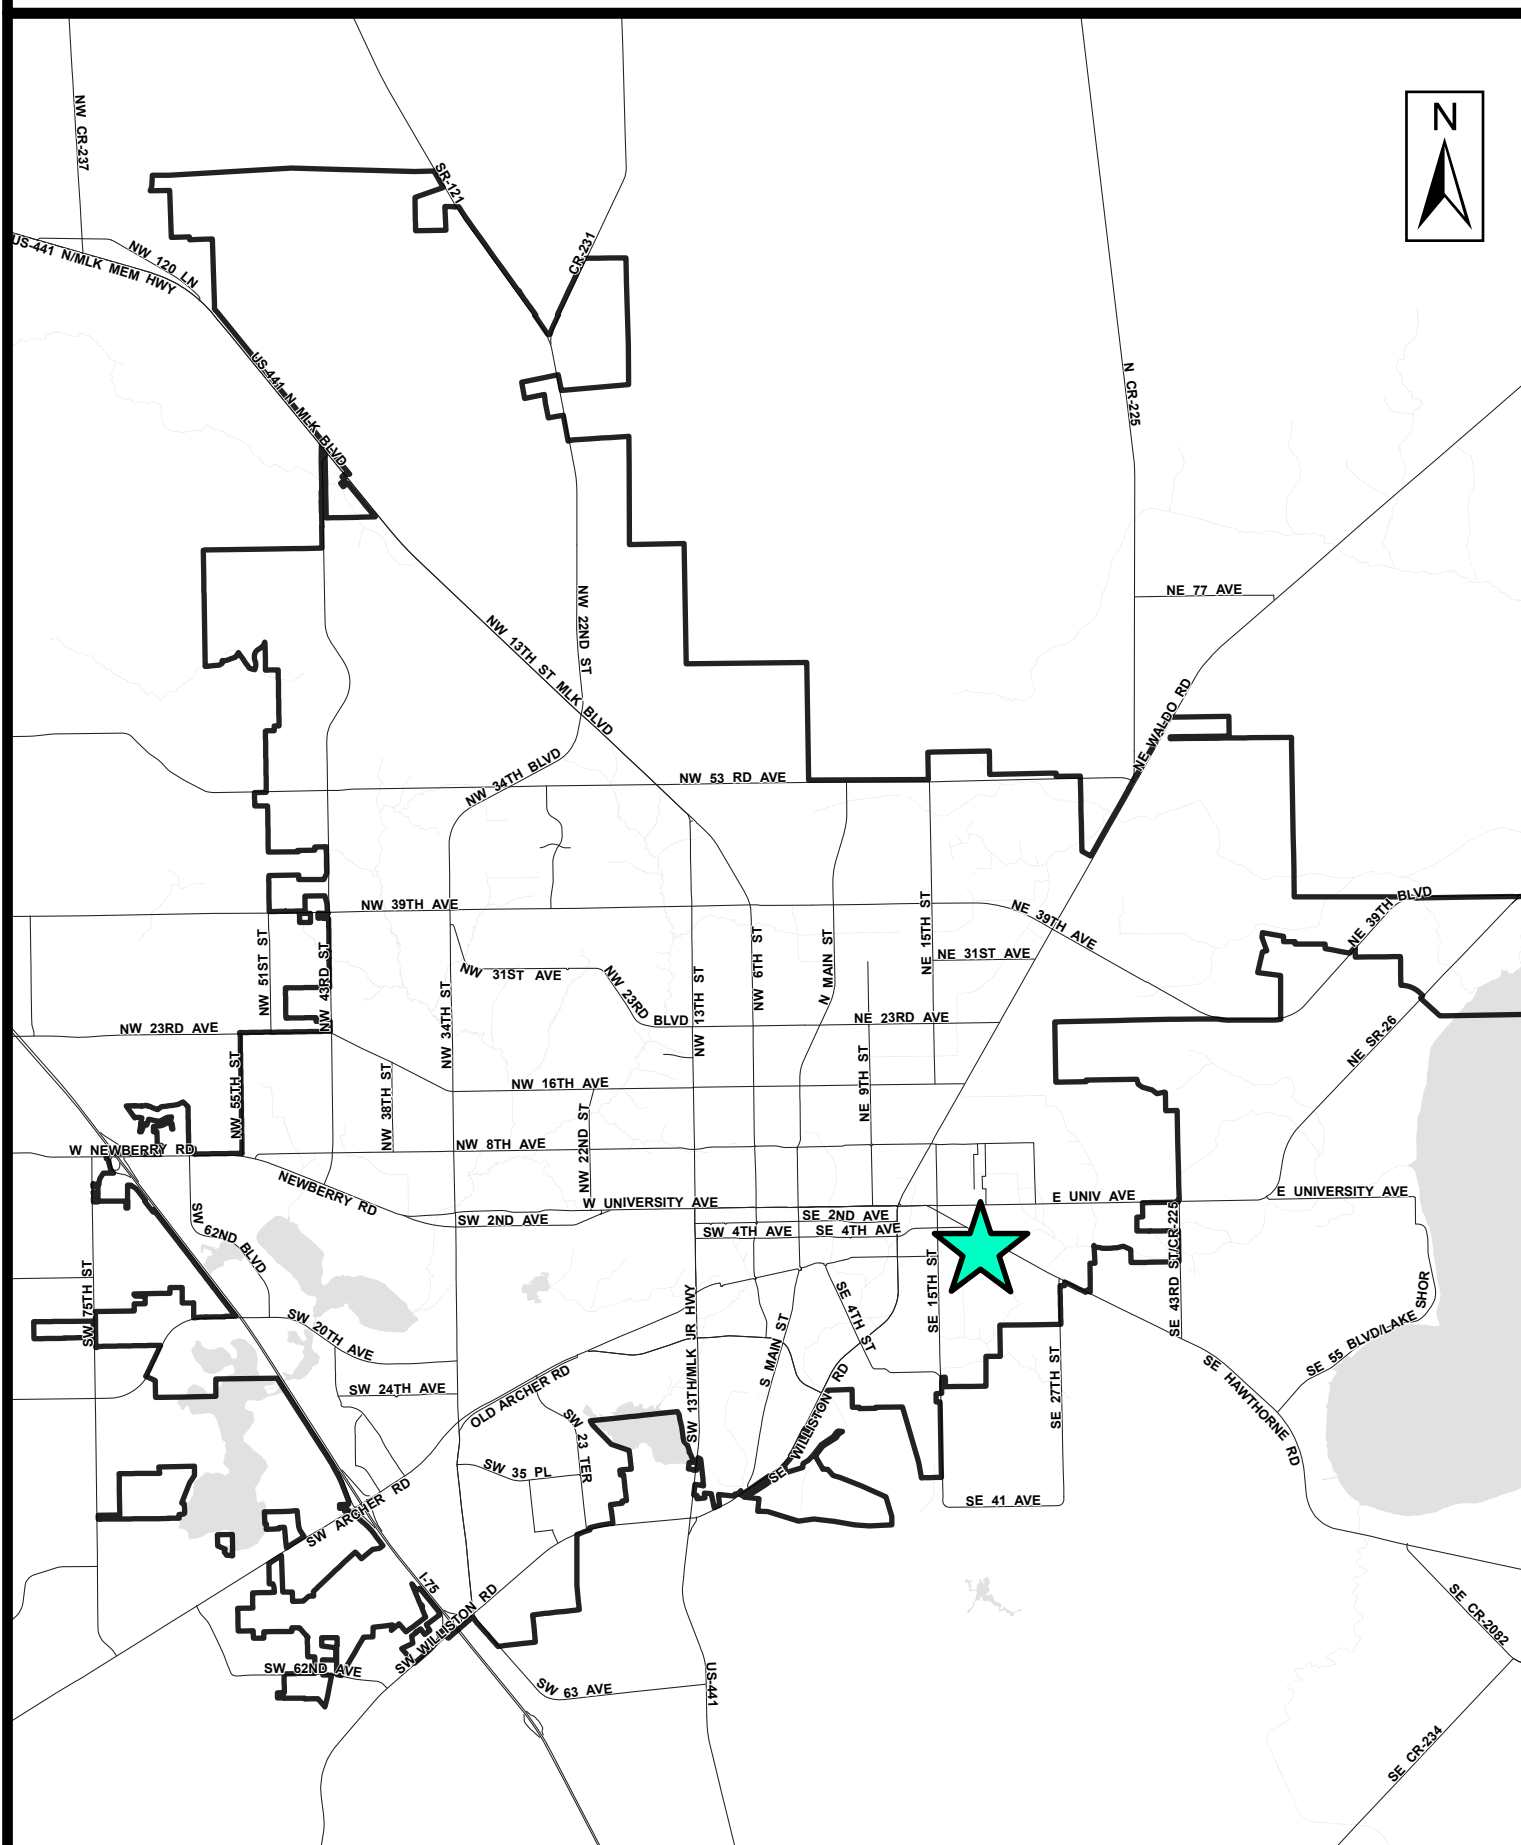 N
NW CR-237
SR-121
CR-231
US-441 N/MLK MEM HWY
NW 120 LN
US-441 N MLK BLVD
N CR-225
NE 77 AVE
NW 22ND ST
NW 13TH ST MLK BLVD
NE WALDO RD
NW 34TH BLVD
NW 53 RD AVE
NW 39TH AVE
NE 15TH ST
NE 39TH AVE
NE 39TH BLVD
NW 51ST ST
NW 43RD ST
NW 31ST AVE
NW 23RD BLVD
NW 13TH ST
NW 6TH ST
N MAIN ST
NE 31ST AVE
NW 34TH ST
NW 23RD AVE
NE 23RD AVE
NE SR-26
NW 55TH ST
NW 38TH ST
NW 16TH AVE
NE 9TH ST
NW 22ND ST
W NEWBERRY RD
NW 8TH AVE
NEWBERRY RD
W UNIVERSITY AVE
E UNIV AVE
E UNIVERSITY AVE
SW 62ND BLVD
SW 2ND AVE
SE 2ND AVE
SW 4TH AVE
SE 4TH AVE
SE 43RD ST/CR-225
SW 75TH ST
SE 15TH ST
SE 4TH ST
SW 13TH/MLK JR HWY
S MAIN ST
SE 55 BLVD/LAKE SHOR
SW 20TH AVE
SW 24TH AVE
OLD ARCHER RD
SW 23 TER
SE WILLISTON RD
SE 27TH ST
SE HAWTHORNE RD
SW 35 PL
SE 41 AVE
SW ARCHER RD
I-75
SW WILLISTON RD
SW 62ND AVE
SW 63 AVE
US-441
SE CR-2082
SE CR-234